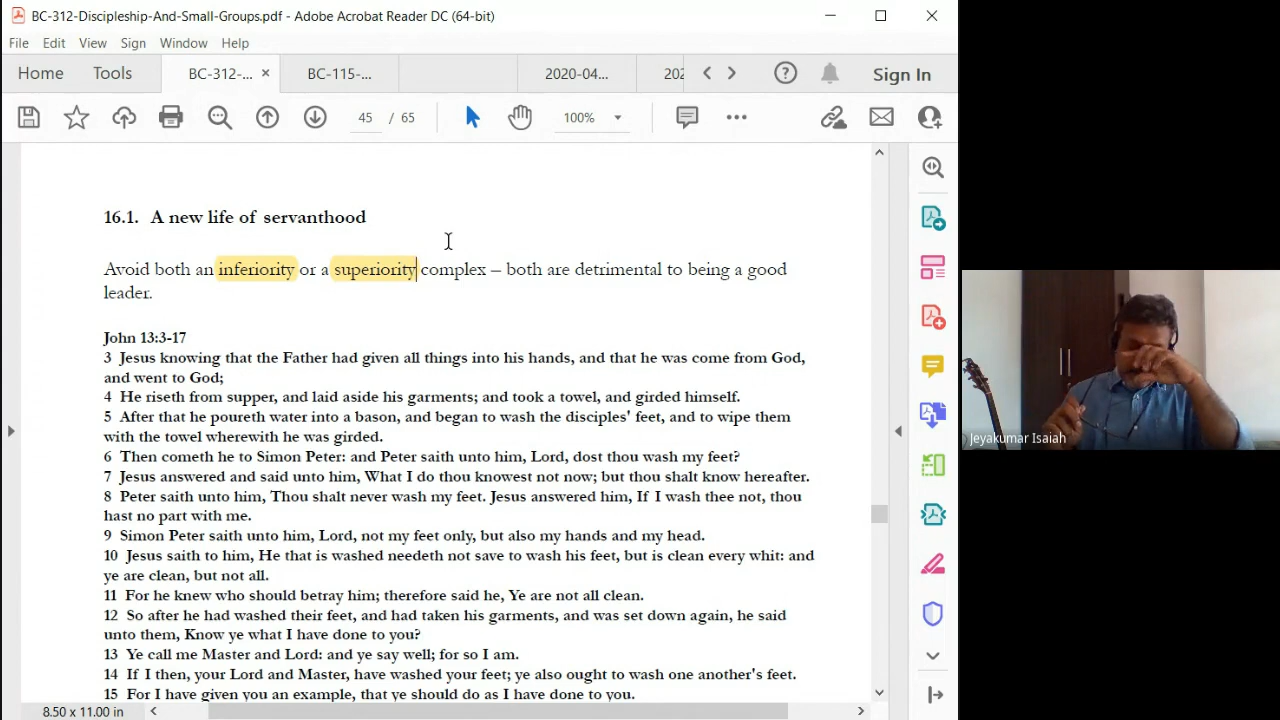 BC-312-Discipleship-And-Small-Groups.pdf - Adobe Acrobat Reader DC (64-bit)
File Edit View Sign Window Help
Home Tools BC-312-... × BC-115-... 2020-04... 202 ? Sign In
45 / 65 100%
16.1. A new life of servanthood
Avoid both an inferiority or a superiority complex – both are detrimental to being a good
leader.
John 13:3-17
3 Jesus knowing that the Father had given all things into his hands, and that he was come from God,
and went to God;
4 He riseth from supper, and laid aside his garments; and took a towel, and girded himself.
5 After that he poureth water into a bason, and began to wash the disciples' feet, and to wipe them
with the towel wherewith he was girded.
6 Then cometh he to Simon Peter: and Peter saith unto him, Lord, dost thou wash my feet?
7 Jesus answered and said unto him, What I do thou knowest not now; but thou shalt know hereafter.
8 Peter saith unto him, Thou shalt never wash my feet. Jesus answered him, If I wash thee not, thou
hast no part with me.
9 Simon Peter saith unto him, Lord, not my feet only, but also my hands and my head.
10 Jesus saith to him, He that is washed needeth not save to wash his feet, but is clean every whit: and
ye are clean, but not all.
11 For he knew who should betray him; therefore said he, Ye are not all clean.
12 So after he had washed their feet, and had taken his garments, and was set down again, he said
unto them, Know ye what I have done to you?
13 Ye call me Master and Lord: and ye say well; for so I am.
14 If I then, your Lord and Master, have washed your feet; ye also ought to wash one another's feet.
15 For I have given you an example, that ye should do as I have done to you.
8.50 x 11.00 in
Jeyakumar Isaiah